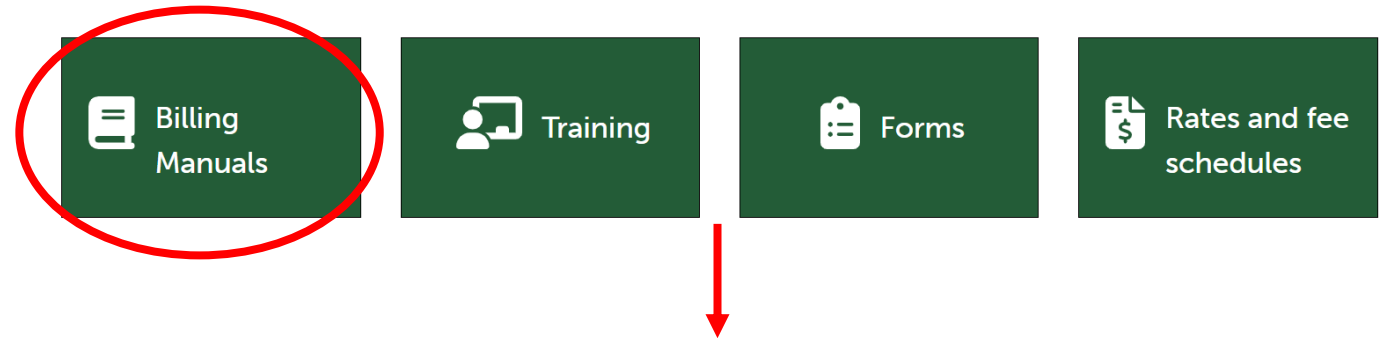 Billing
Manuals
Training
Forms
Rates and fee
schedules